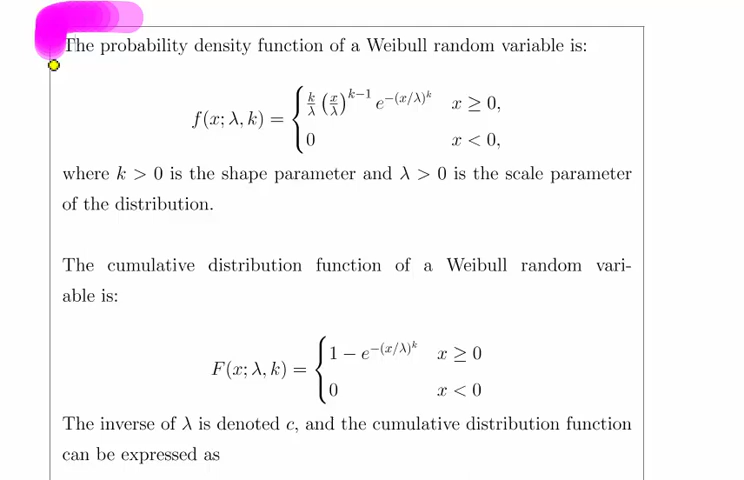 The probability density function of a Weibull random variable is:
f(x; λ, k) = { k/λ (x/λ)^{k−1} e^{−(x/λ)^k} x ≥ 0,
0 x < 0,
where k > 0 is the shape parameter and λ > 0 is the scale parameter
of the distribution.
The cumulative distribution function of a Weibull random vari-
able is:
F(x; λ, k) = { 1 − e^{−(x/λ)^k} x ≥ 0
0 x < 0
The inverse of λ is denoted c, and the cumulative distribution function
can be expressed as